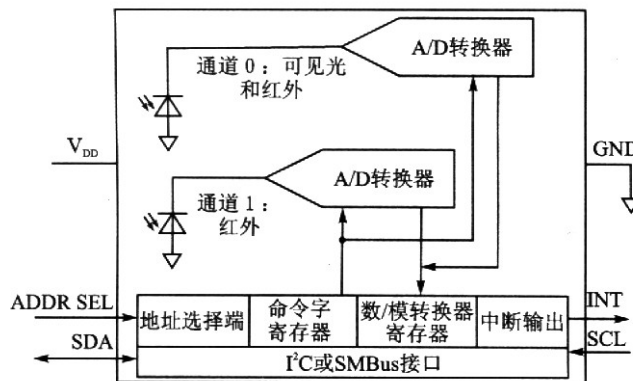 A/D转换器
通道 0：可见光
和红外
V_DD
GND
A/D转换器
通道 1：
红外
ADDR SEL
地址选择端
命令字
寄存器
数/模转换器
寄存器
中断输出
INT
SDA
SCL
I²C或SMBus接口